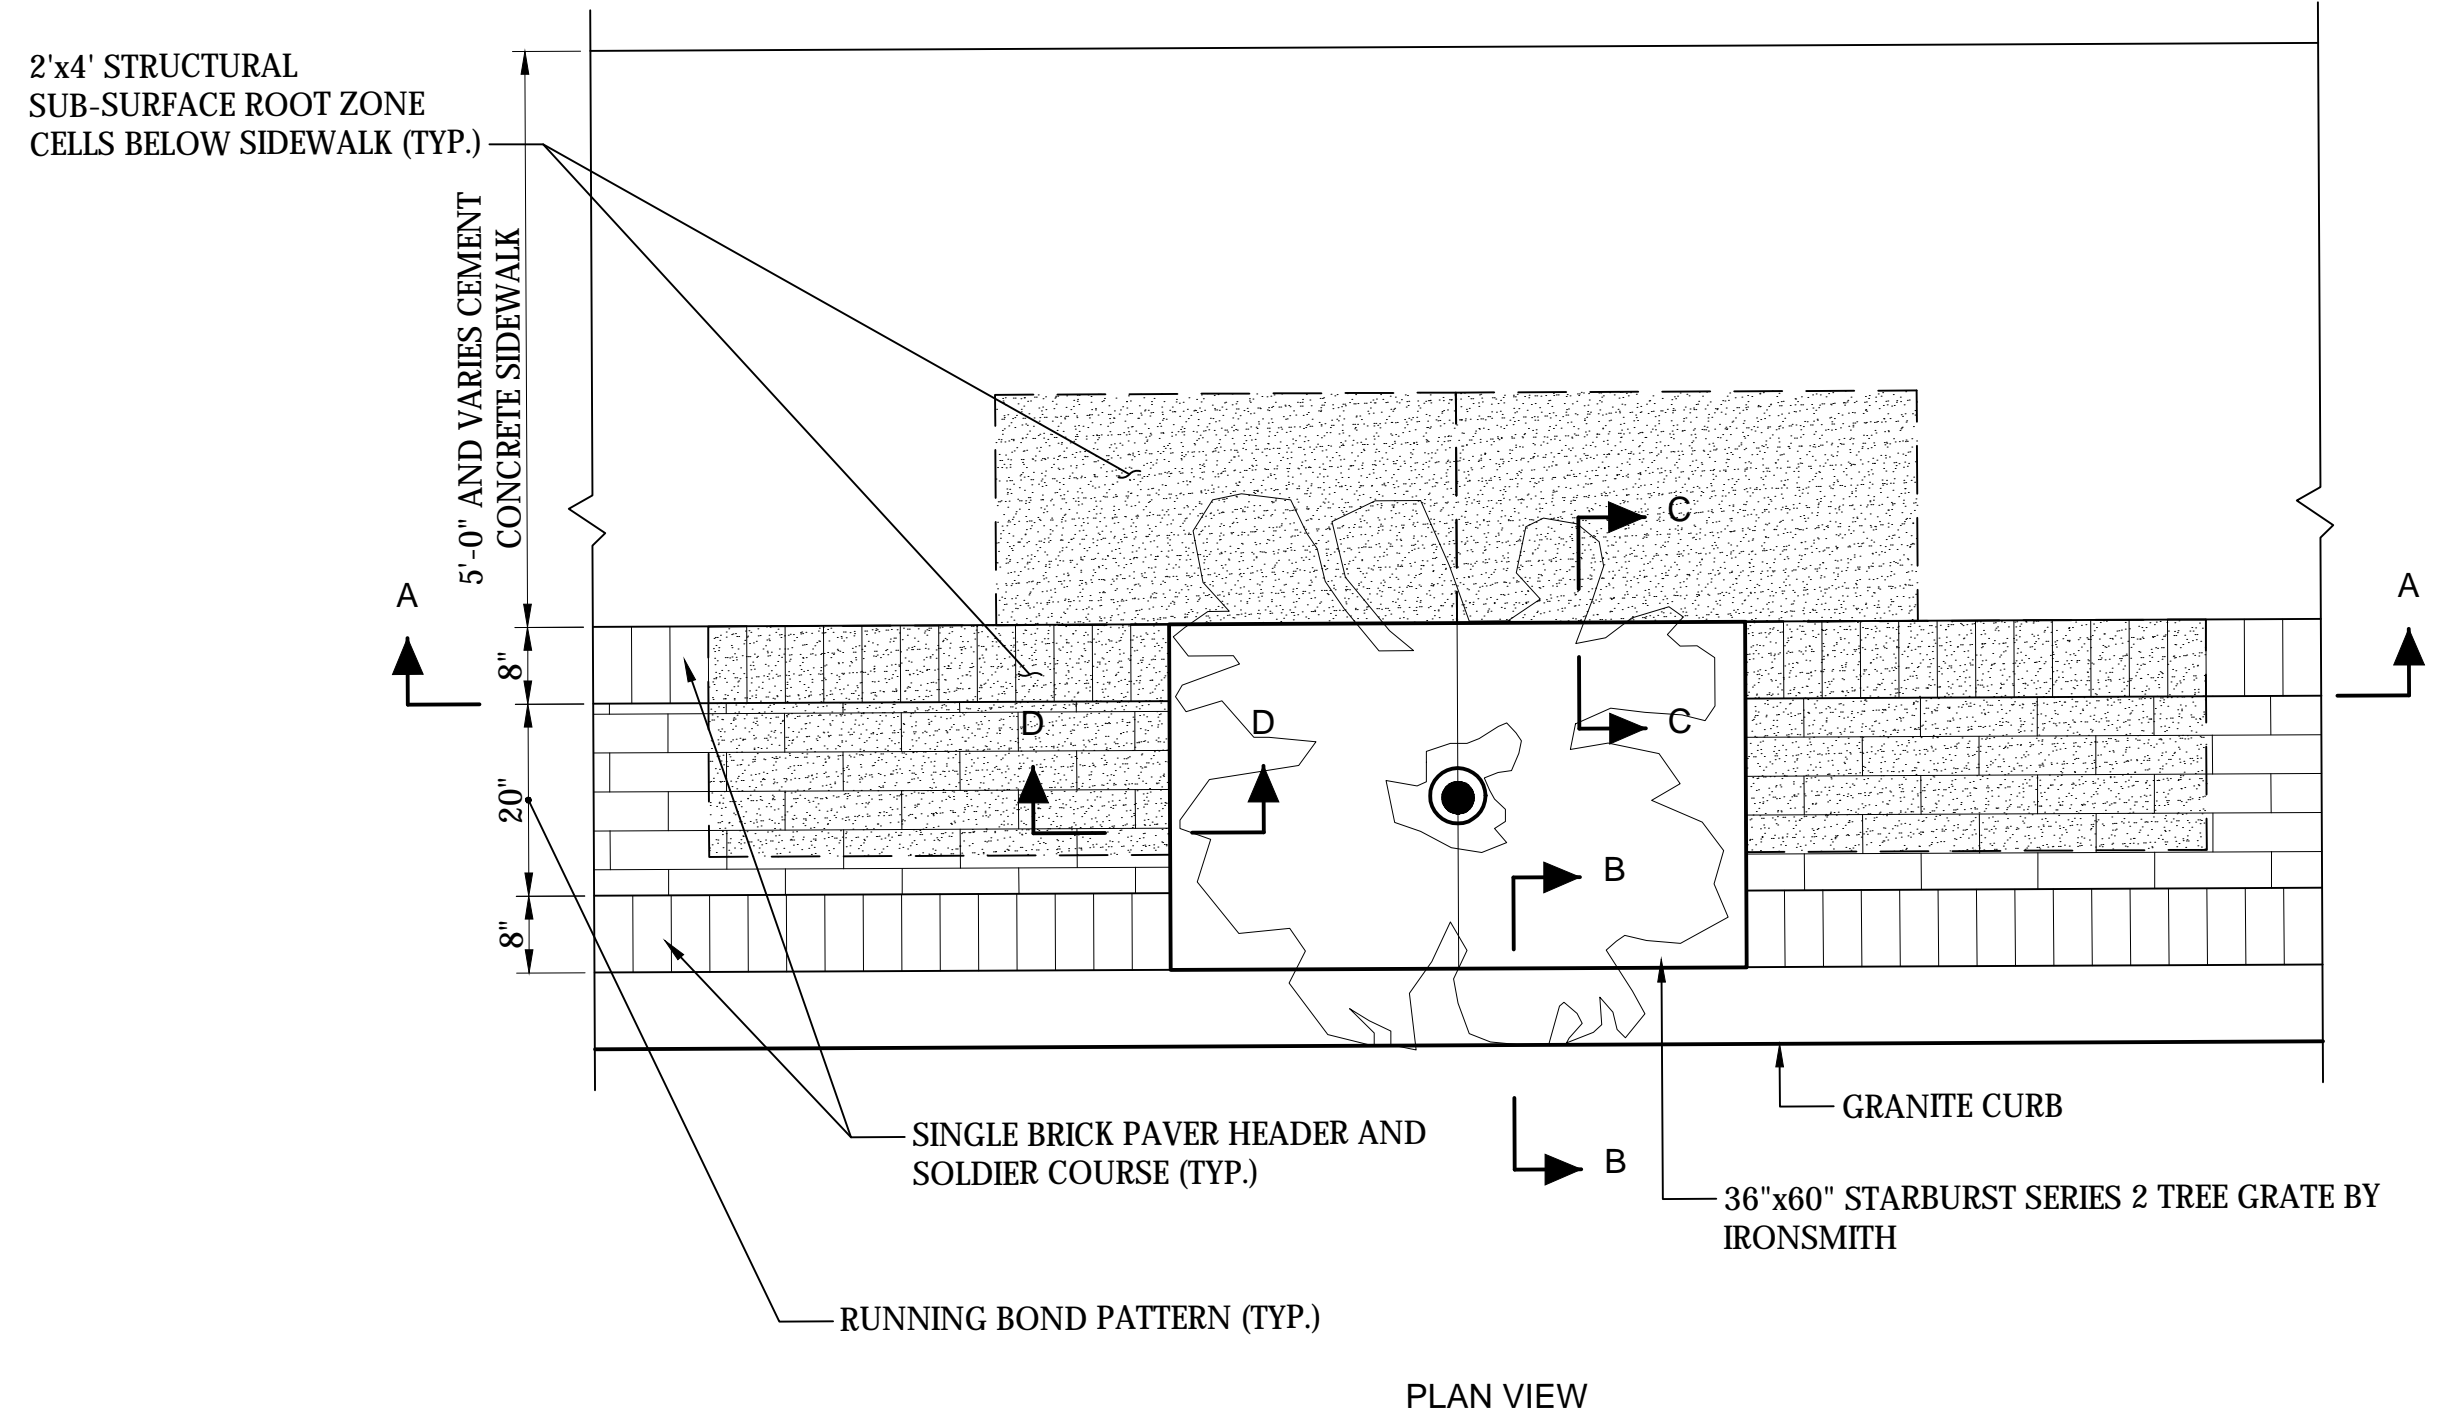 2'x4' STRUCTURAL
SUB-SURFACE ROOT ZONE
CELLS BELOW SIDEWALK (TYP.)
5'-0" AND VARIES CEMENT
CONCRETE SIDEWALK
C
A
A
8"
D
D
C
20"
B
8"
GRANITE CURB
SINGLE BRICK PAVER HEADER AND
SOLDIER COURSE (TYP.)
B
36"x60" STARBURST SERIES 2 TREE GRATE BY
IRONSMITH
RUNNING BOND PATTERN (TYP.)
PLAN VIEW